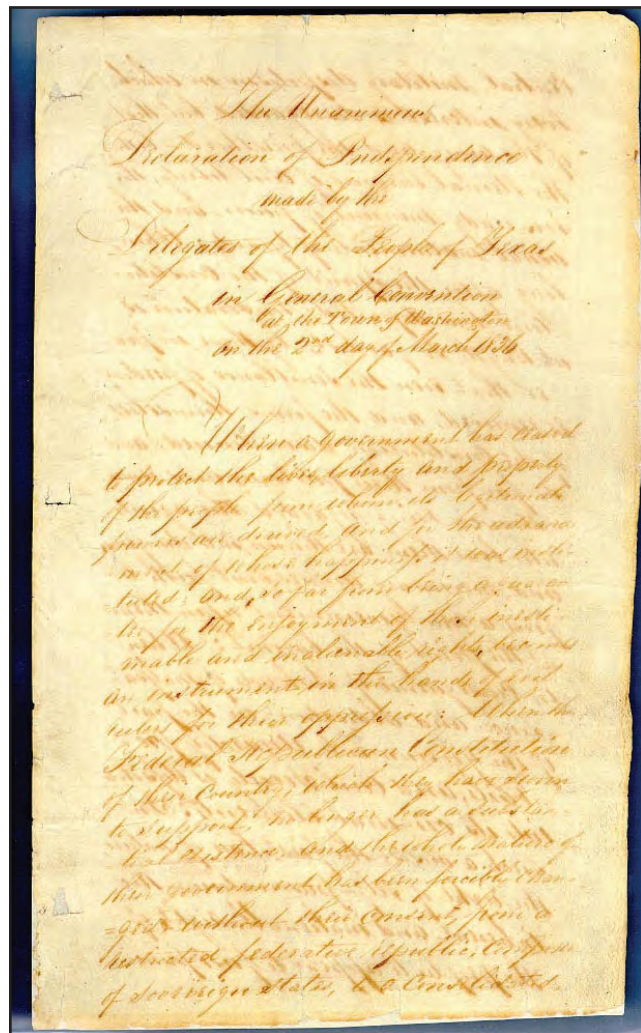 The Unanimous
Declaration of Independence
made by the
Delegates of the People of Texas
in General Convention
at the Town of Washington
on the 2nd day of March 1836
When a government has ceased
to protect the lives, liberty and property
of the people from whom its legitimate
powers are derived, and for the advance-
ment of whose happiness it was insti-
tuted; and, so far from being a guaran-
tee for the enjoyment of those inesti-
mable and inalienable rights, becomes
an instrument in the hands of evil
rulers for their oppression: When the
Federal Republican Constitution
of their Country, which they have sworn
to support, no longer has a substan-
tial existence, and the whole nature of
their government has been forcibly chan-
=ged without their consent, from a
restricted federative republic, composed
of sovereign states, to a consolidated